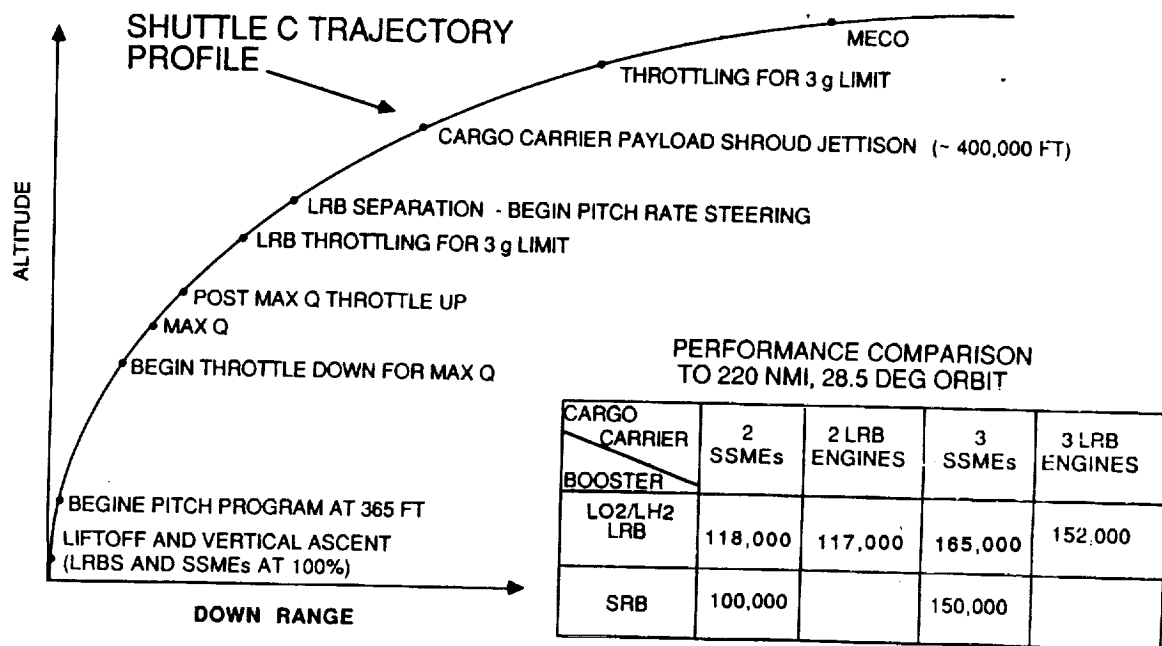 SHUTTLE C TRAJECTORY
PROFILE
MECO
THROTTLING FOR 3 g LIMIT
CARGO CARRIER PAYLOAD SHROUD JETTISON (~ 400,000 FT)
LRB SEPARATION - BEGIN PITCH RATE STEERING
LRB THROTTLING FOR 3 g LIMIT
POST MAX Q THROTTLE UP
MAX Q
BEGIN THROTTLE DOWN FOR MAX Q
BEGINE PITCH PROGRAM AT 365 FT
LIFTOFF AND VERTICAL ASCENT
(LRBS AND SSMEs AT 100%)
ALTITUDE
DOWN RANGE
PERFORMANCE COMPARISON
TO 220 NMI, 28.5 DEG ORBIT
CARGO
CARRIER
BOOSTER
2
SSMEs
2 LRB
ENGINES
3
SSMEs
3 LRB
ENGINES
LO2/LH2
LRB
118,000 117,000 165,000 152,000
SRB 100,000 150,000